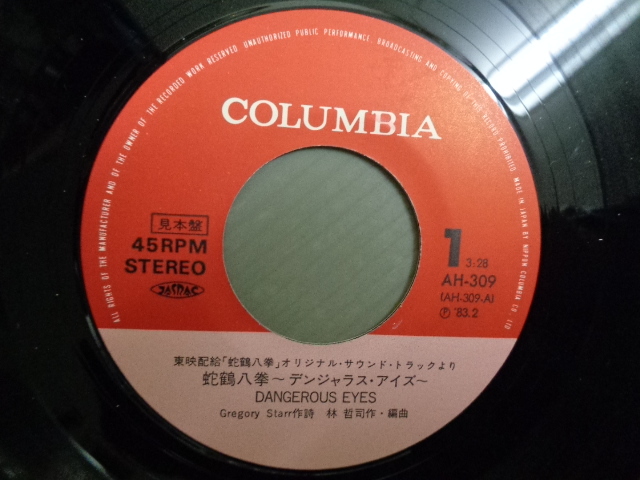 ALL RIGHTS OF THE MANUFACTURER AND OF THE OWNER OF THE RECORDED WORK RESERVED UNAUTHORIZED PUBLIC PERFORMANCE, BROADCASTING AND COPYING OF THIS RECORD PROHIBITED MADE IN JAPAN BY NIPPON COLUMBIA CO., LTD
COLUMBIA
見本盤
45RPM
STEREO
JASRAC
1
3:28
AH-309
(AH-309-A)
Ⓟ '83.2
東映配給「蛇鶴八拳」オリジナル・サウンド・トラックより
蛇鶴八拳〜デンジャラス・アイズ〜
DANGEROUS EYES
Gregory Starr作詩 林 哲司作・編曲